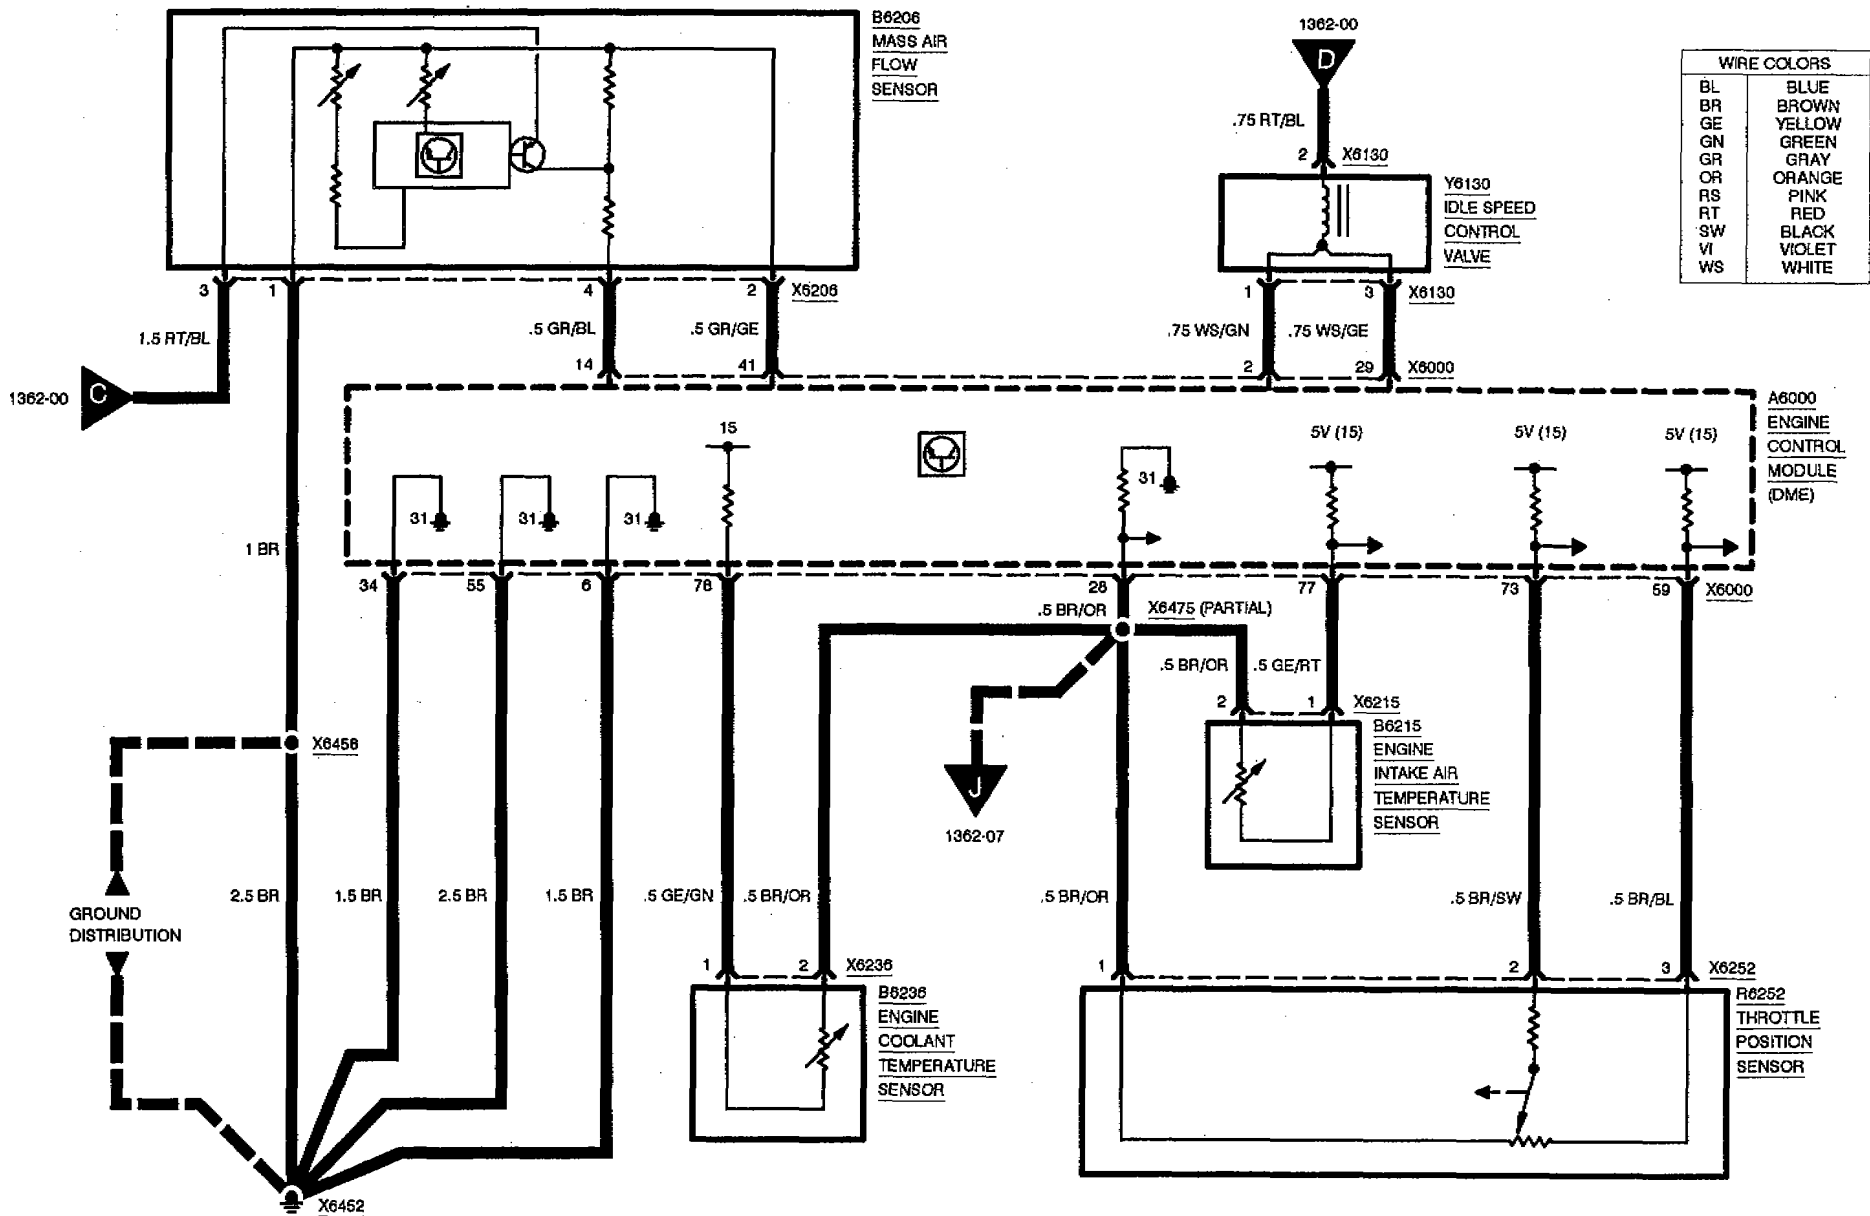 B6206
MASS AIR
FLOW
SENSOR
1362-00
D
.75 RT/BL
2 X6130
WIRE COLORS
BL BLUE
BR BROWN
GE YELLOW
GN GREEN
GR GRAY
OR ORANGE
RS PINK
RT RED
SW BLACK
VI VIOLET
WS WHITE
Y6130
IDLE SPEED
CONTROL
VALVE
3 1 4 2 X6206
1 3 X6130
1.5 RT/BL .5 GR/BL .5 GR/GE .75 WS/GN .75 WS/GE
14 41 2 29 X6000
1362-00 C
A6000
ENGINE
CONTROL
MODULE
(DME)
15 5V (15) 5V (15) 5V (15)
31 31 31 31
1 BR
34 55 6 78 28 77 73 59 X6000
.5 BR/OR X6475 (PARTIAL)
.5 BR/OR .5 GE/RT
2 1 X6215
B6215
ENGINE
INTAKE AIR
TEMPERATURE
SENSOR
X6458
J
1362-07
2.5 BR 1.5 BR 2.5 BR 1.5 BR .5 GE/GN .5 BR/OR .5 BR/OR .5 BR/SW .5 BR/BL
GROUND
DISTRIBUTION
1 2 X6236
1 2 3 X6252
B6236
ENGINE
COOLANT
TEMPERATURE
SENSOR
R6252
THROTTLE
POSITION
SENSOR
X6452